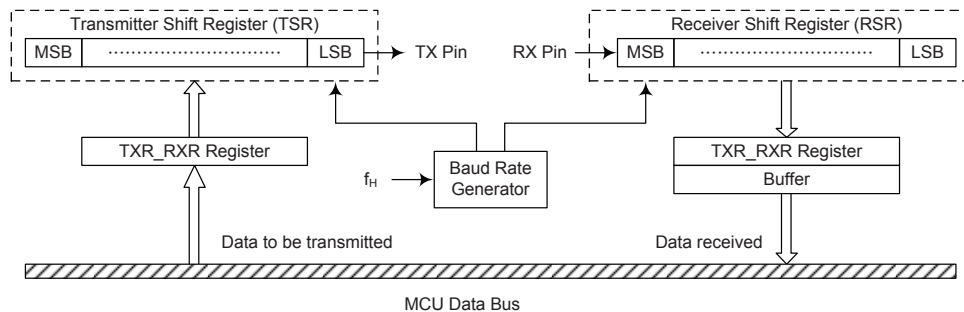 Transmitter Shift Register (TSR)
MSB ................................ LSB
TX Pin
RX Pin
Receiver Shift Register (RSR)
MSB ................................ LSB
TXR_RXR Register
fH
Baud Rate
Generator
TXR_RXR Register
Buffer
Data to be transmitted
Data received
MCU Data Bus